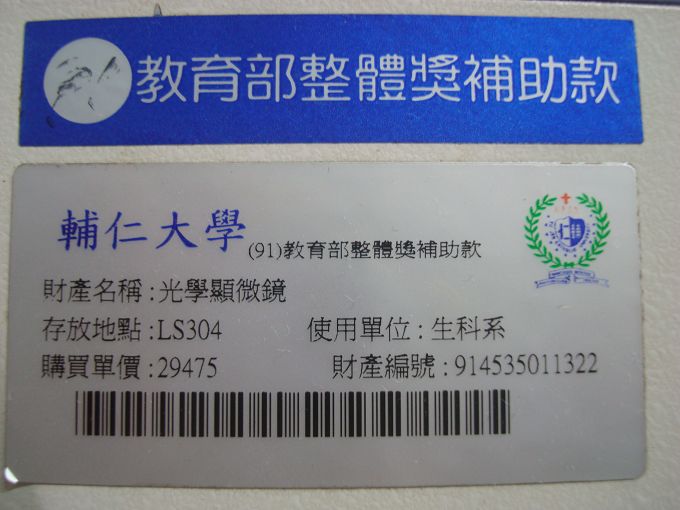 教育部整體獎補助款
輔仁大學 (91)教育部整體獎補助款
財產名稱:光學顯微鏡
存放地點:LS304 使用單位:生科系
購買單價:29475 財產編號:914535011322